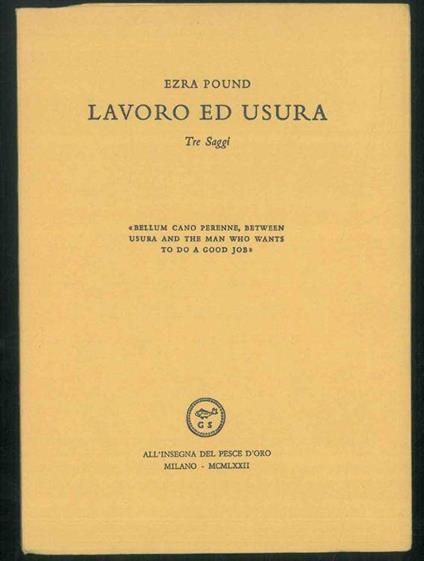 EZRA POUND
LAVORO ED USURA
Tre Saggi
«BELLUM CANO PERENNE, BETWEEN
USURA AND THE MAN WHO WANTS
TO DO A GOOD JOB»
G S
ALL'INSEGNA DEL PESCE D'ORO
MILANO - MCMLXXII